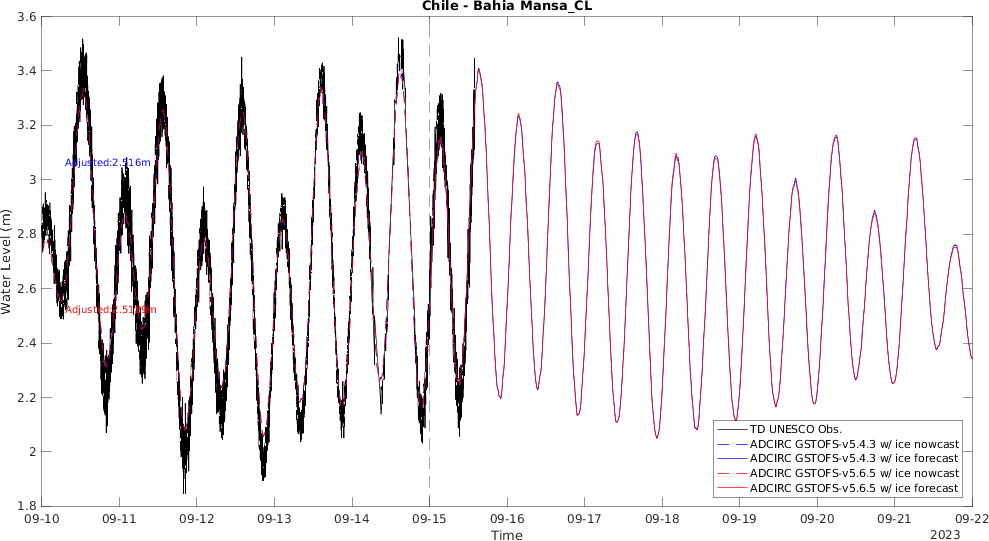 Chile - Bahia Mansa_CL
3.6
3.4
3.2
3
2.8
2.6
2.4
2.2
2
1.8
Water Level (m)
Adjusted:2.516m
TD UNESCO Obs.
ADCIRC GSTOFS-v5.4.3 w/ ice nowcast
ADCIRC GSTOFS-v5.4.3 w/ ice forecast
ADCIRC GSTOFS-v5.6.5 w/ ice nowcast
ADCIRC GSTOFS-v5.6.5 w/ ice forecast
09-10 09-11 09-12 09-13 09-14 09-15 09-16 09-17 09-18 09-19 09-20 09-21 09-22
Time
2023